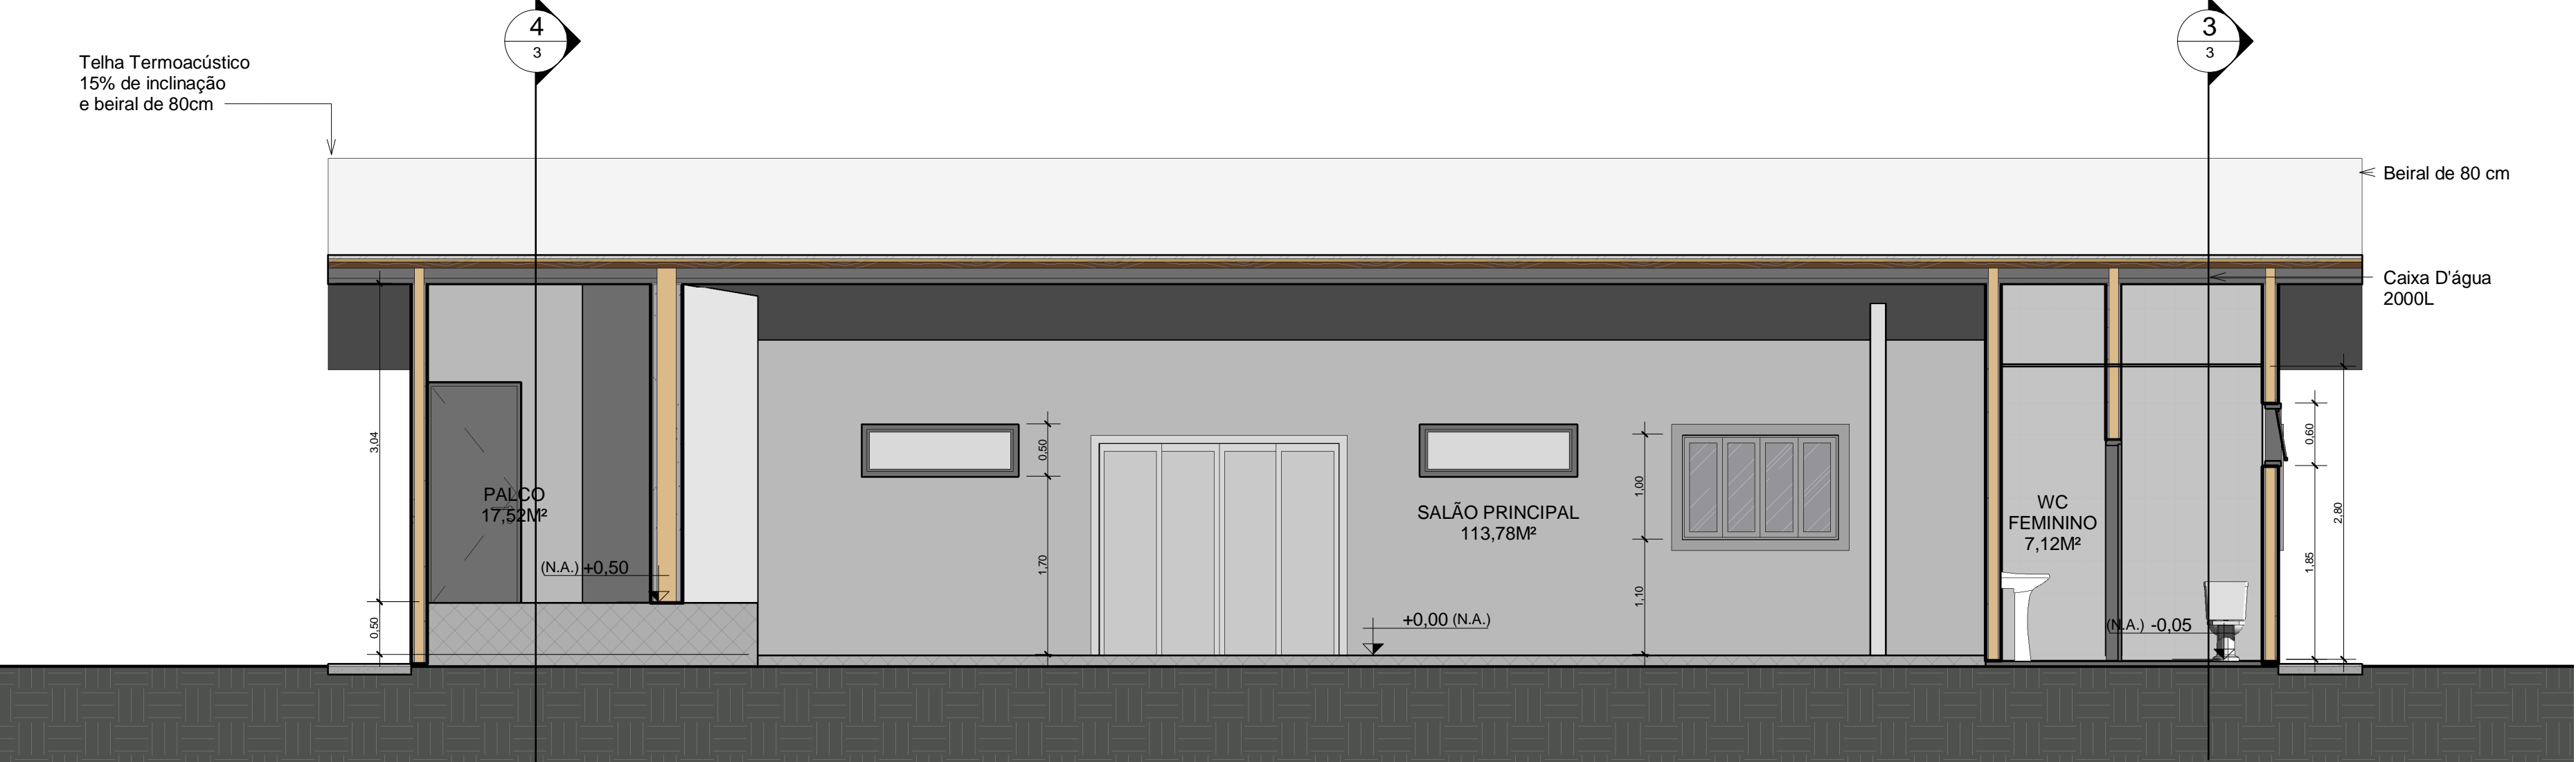 4
3
3
3
Telha Termoacústico
15% de inclinação
e beiral de 80cm
Beiral de 80 cm
Caixa D'água
2000L
3,04
0,50
PALCO
17,52M²
(N.A.) +0,50
0,50
1,70
SALÃO PRINCIPAL
113,78M²
+0,00 (N.A.)
1,00
1,10
WC
FEMININO
7,12M²
(N.A.) -0,05
0,60
1,85
2,80